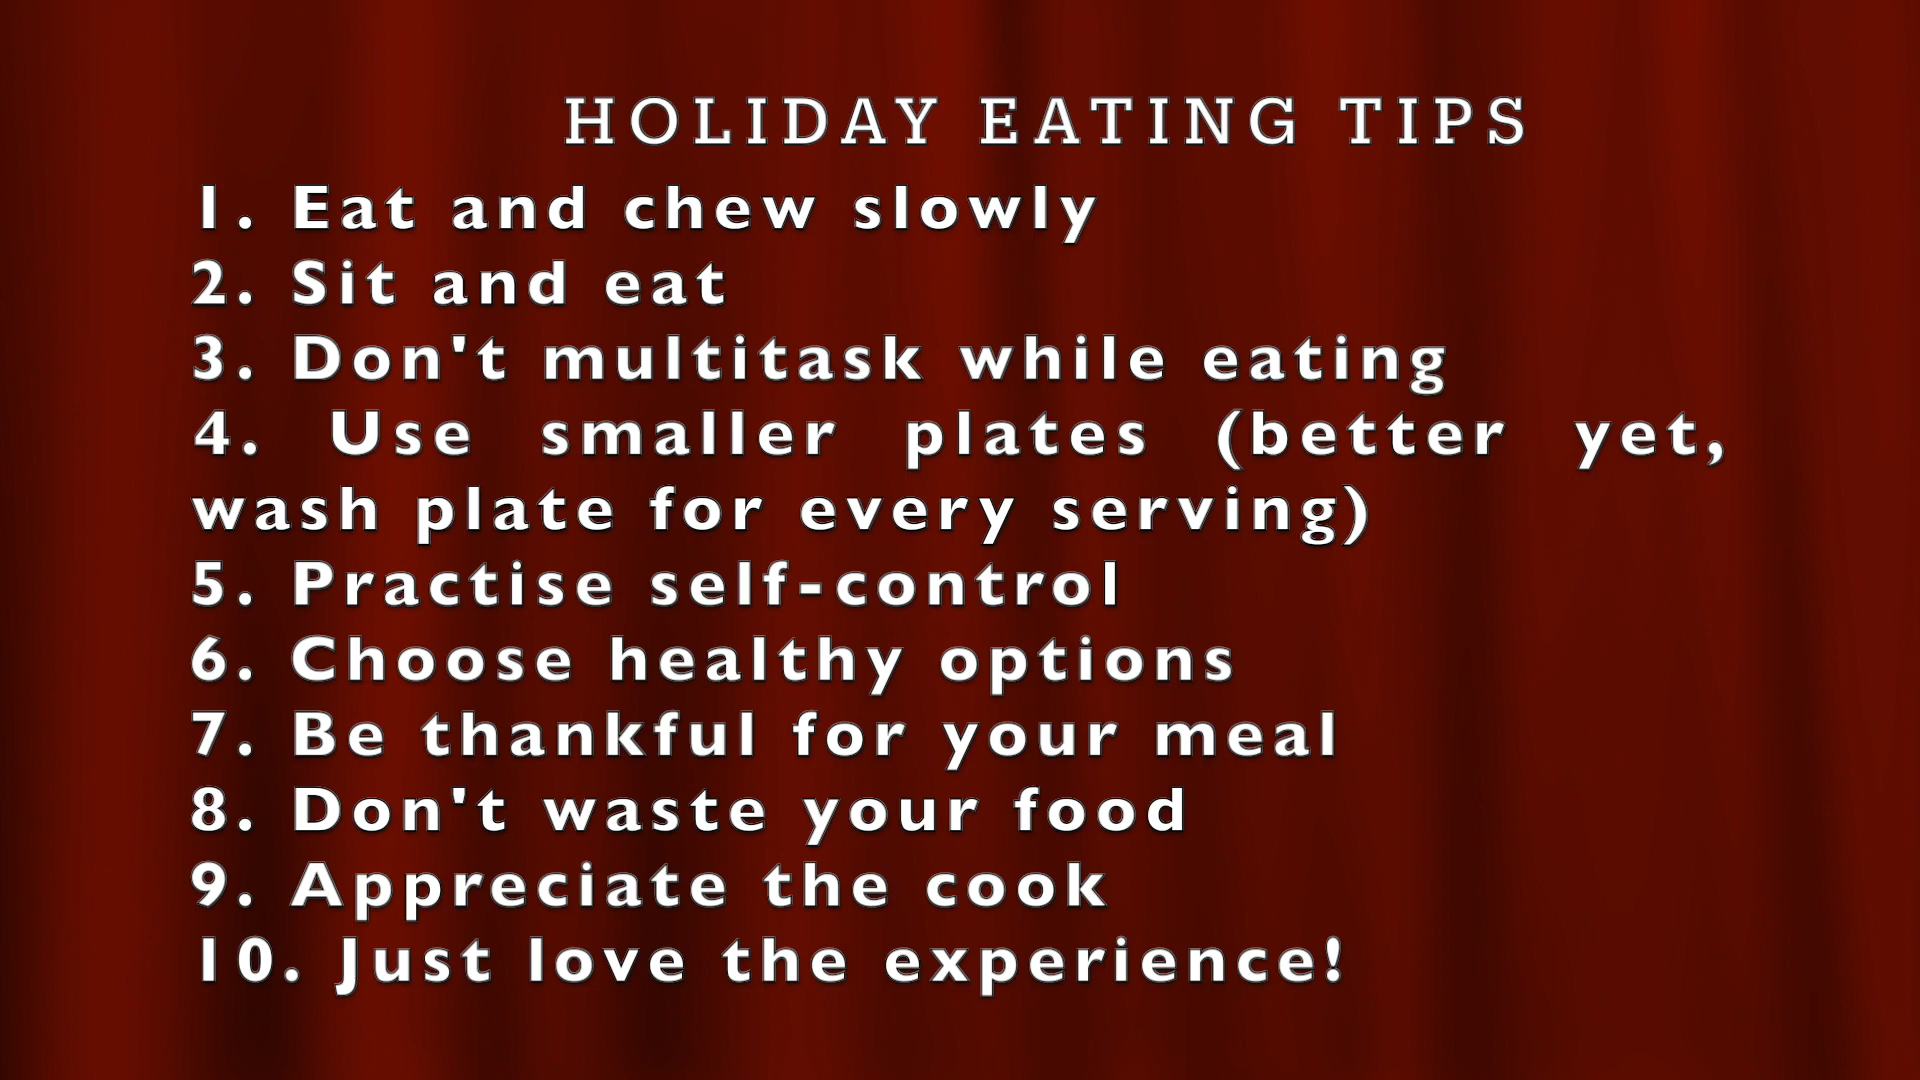 HOLIDAY EATING TIPS
1. Eat and chew slowly
2. Sit and eat
3. Don't multitask while eating
4. Use smaller plates (better yet,
wash plate for every serving)
5. Practise self-control
6. Choose healthy options
7. Be thankful for your meal
8. Don't waste your food
9. Appreciate the cook
10. Just love the experience!